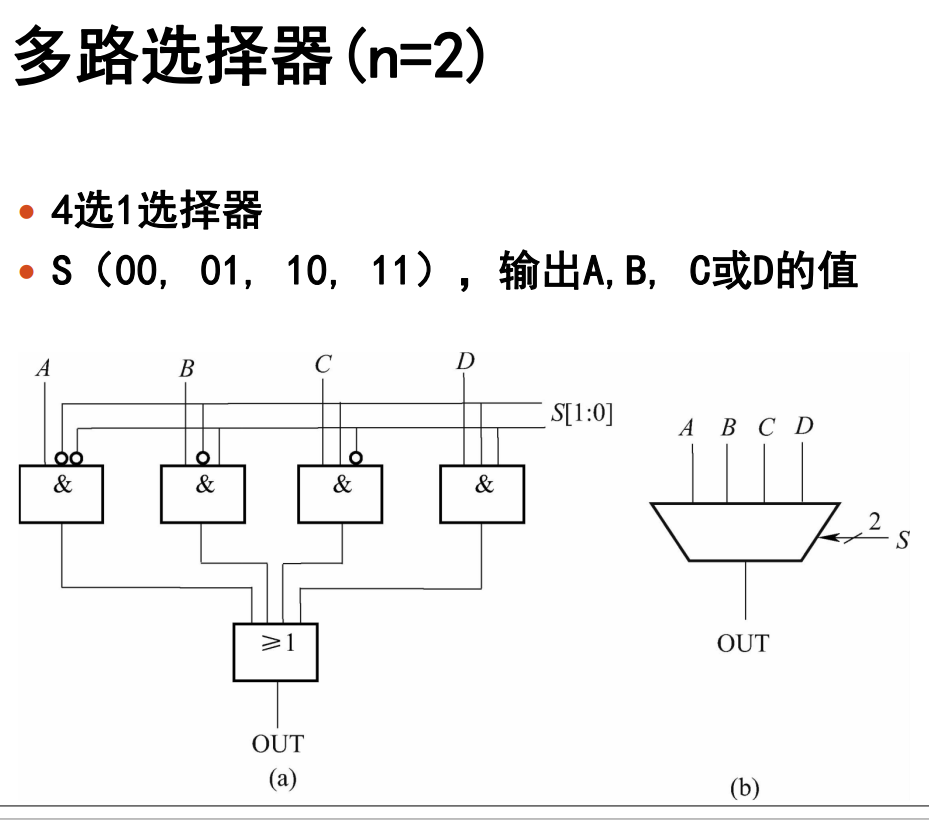 多路选择器(n=2)
• 4选1选择器
• S（00, 01, 10, 11），输出A,B, C或D的值
A B C D
S[1:0]
& & & &
≥1
OUT
(a)
A B C D
2
S
OUT
(b)